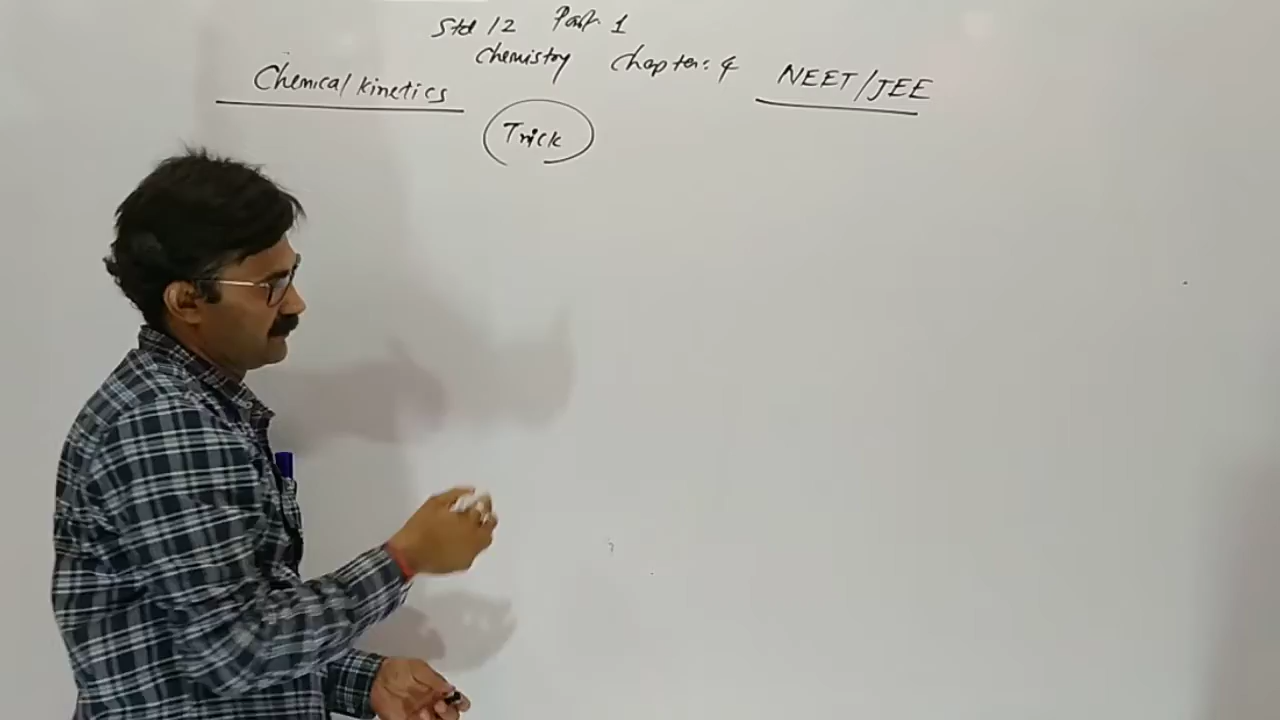 Std 12 Part 1
Chemistry Chapter: 4
Chemical kinetics
NEET/JEE
Trick